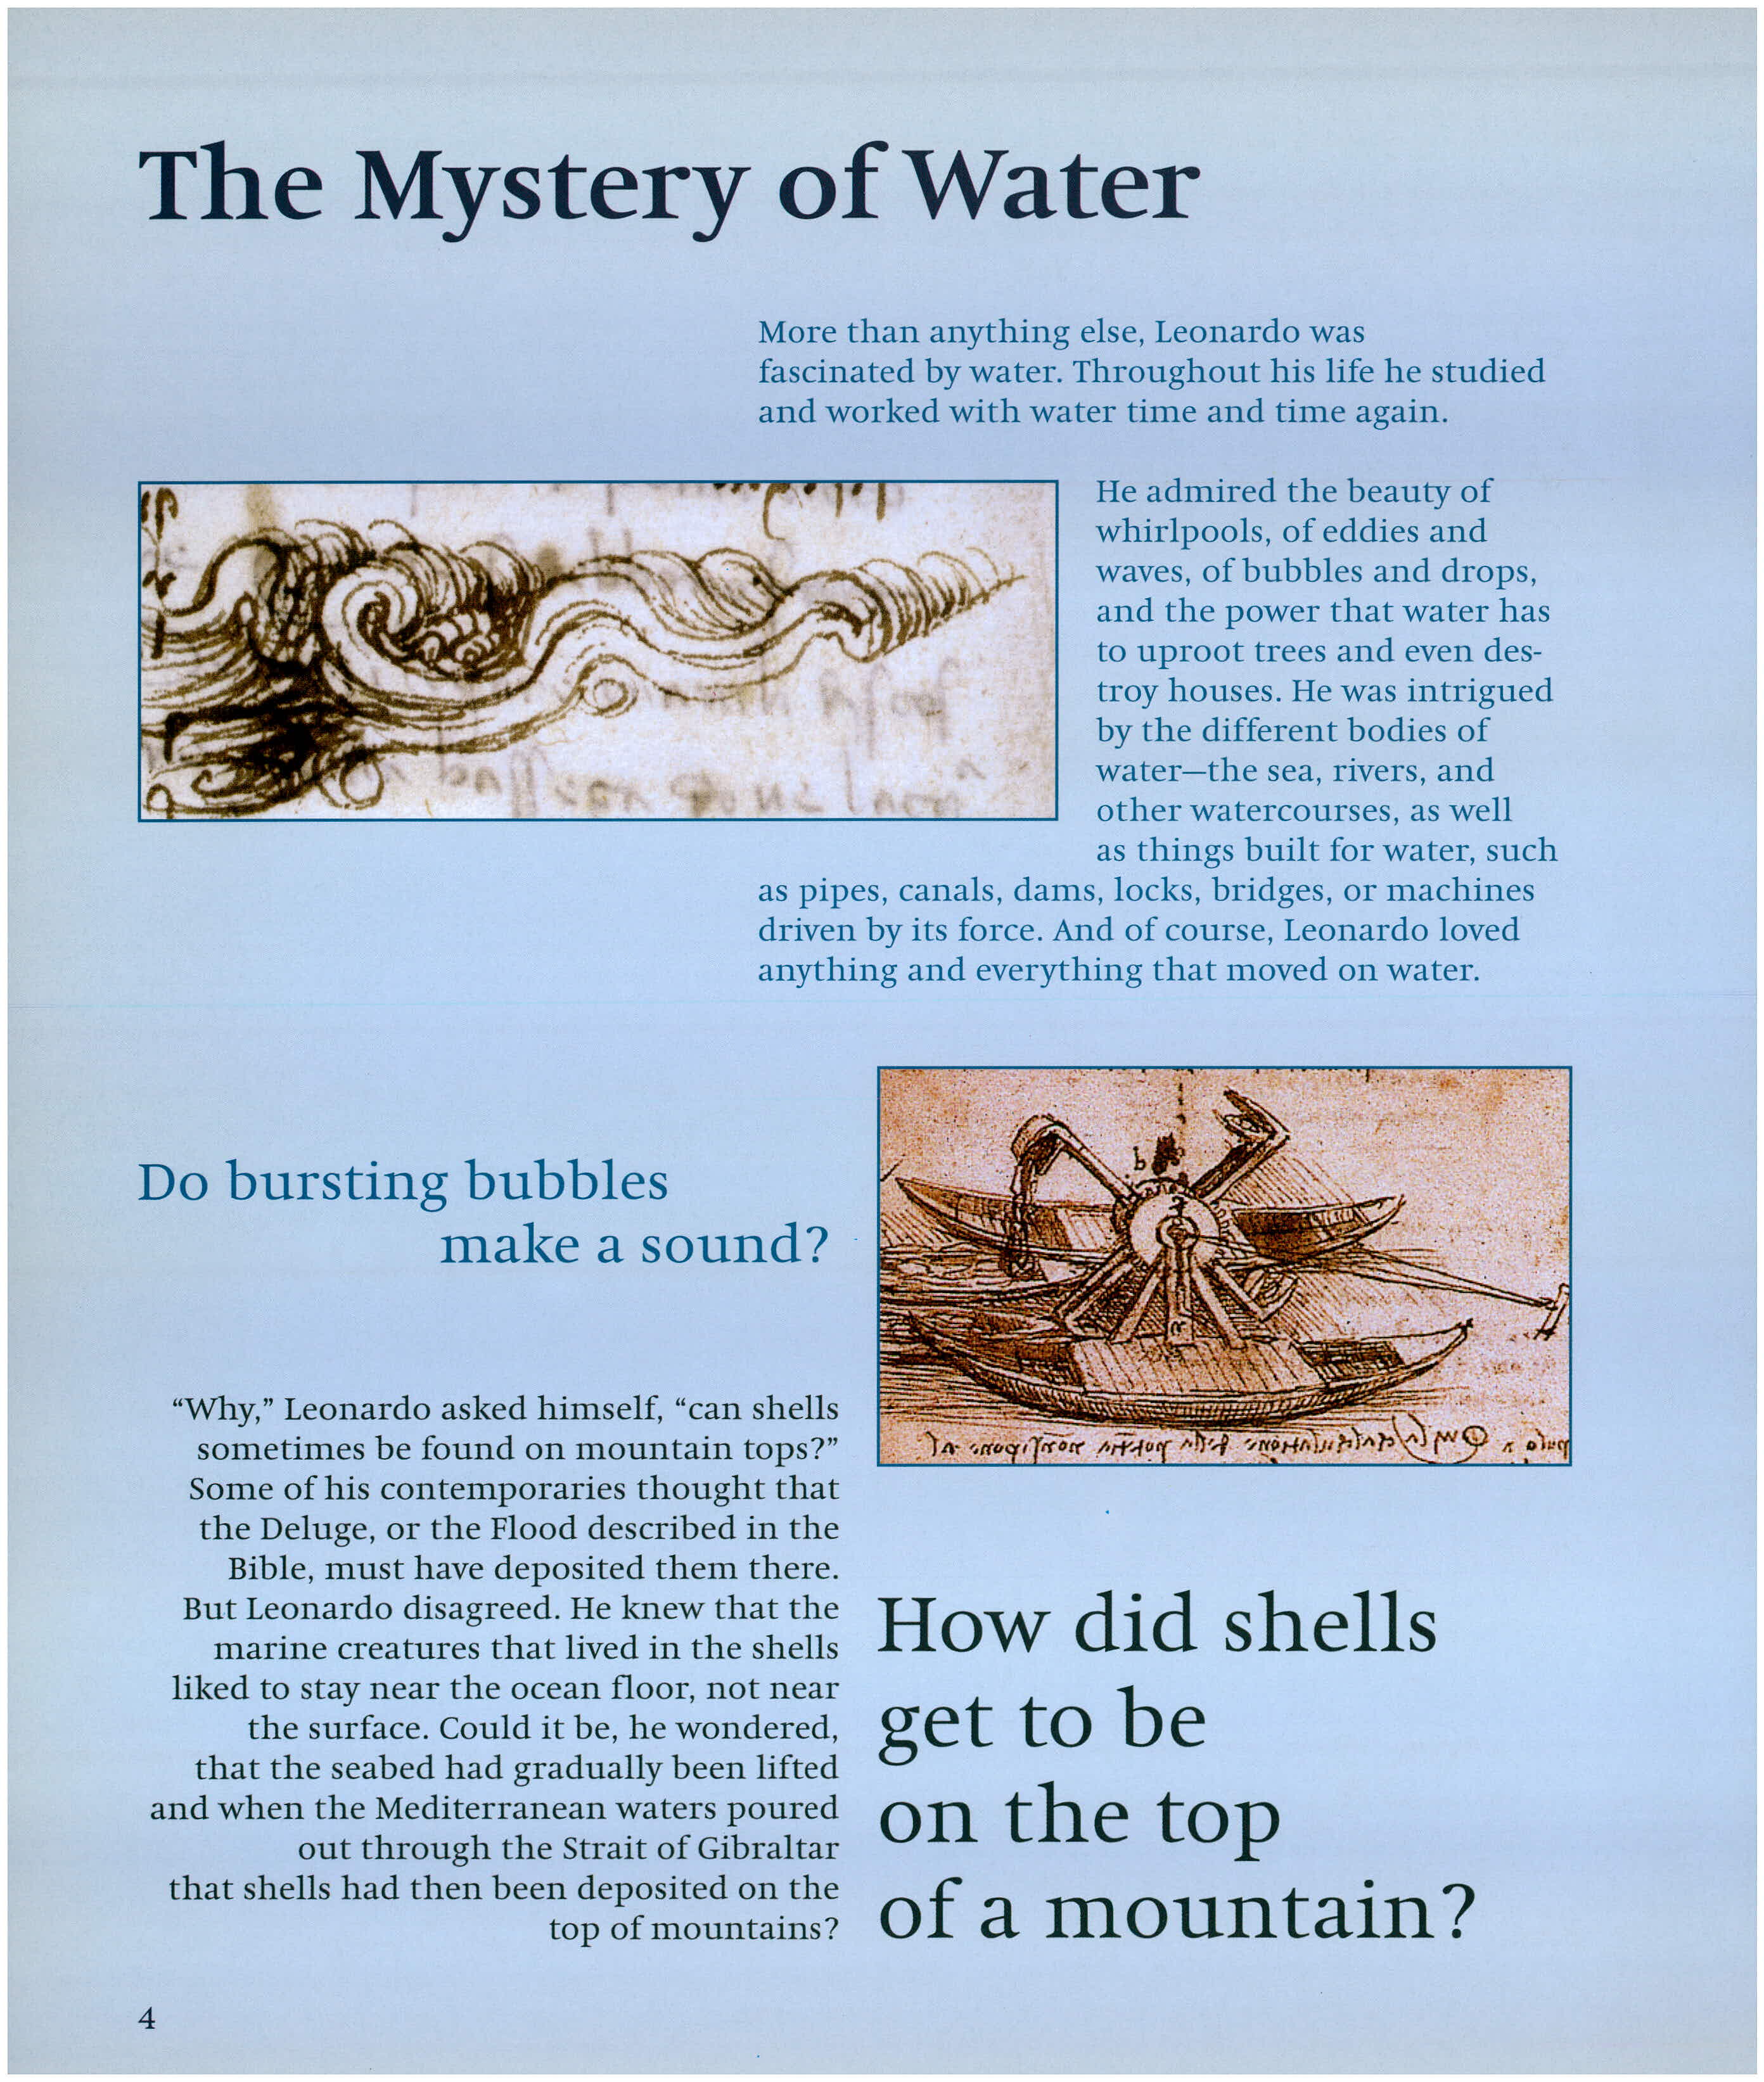 The Mystery of Water
More than anything else, Leonardo was
fascinated by water. Throughout his life he studied
and worked with water time and time again.
He admired the beauty of
whirlpools, of eddies and
waves, of bubbles and drops,
and the power that water has
to uproot trees and even des-
troy houses. He was intrigued
by the different bodies of
water—the sea, rivers, and
other watercourses, as well
as things built for water, such
as pipes, canals, dams, locks, bridges, or machines
driven by its force. And of course, Leonardo loved
anything and everything that moved on water.
Do bursting bubbles
make a sound?
b
“Why,” Leonardo asked himself, “can shells
sometimes be found on mountain tops?”
Some of his contemporaries thought that
the Deluge, or the Flood described in the
Bible, must have deposited them there.
But Leonardo disagreed. He knew that the
marine creatures that lived in the shells
liked to stay near the ocean floor, not near
the surface. Could it be, he wondered,
that the seabed had gradually been lifted
and when the Mediterranean waters poured
out through the Strait of Gibraltar
that shells had then been deposited on the
top of mountains?
How did shells
get to be
on the top
of a mountain?
4